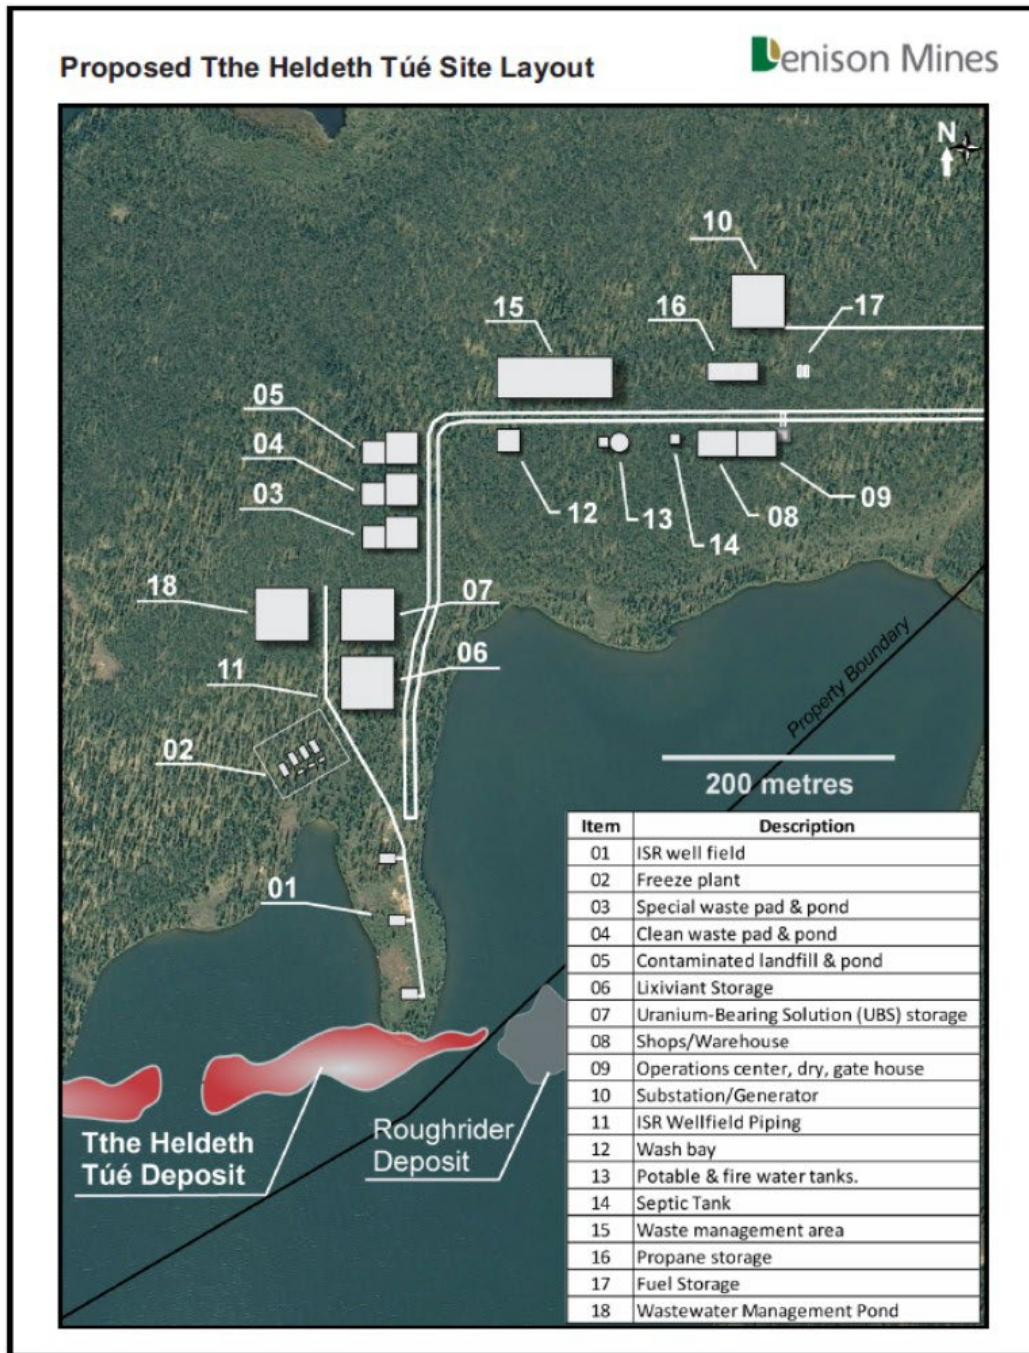 Proposed Tthe Heldeth Túé Site Layout
Denison Mines
N
10
15
16
17
05
04
03
12
13
14
08
09
18
07
06
11
02
01
Property Boundary
200 metres
Tthe Heldeth
Túé Deposit
Roughrider
Deposit
Item Description
01 ISR well field
02 Freeze plant
03 Special waste pad & pond
04 Clean waste pad & pond
05 Contaminated landfill & pond
06 Lixiviant Storage
07 Uranium-Bearing Solution (UBS) storage
08 Shops/Warehouse
09 Operations center, dry, gate house
10 Substation/Generator
11 ISR Wellfield Piping
12 Wash bay
13 Potable & fire water tanks.
14 Septic Tank
15 Waste management area
16 Propane storage
17 Fuel Storage
18 Wastewater Management Pond